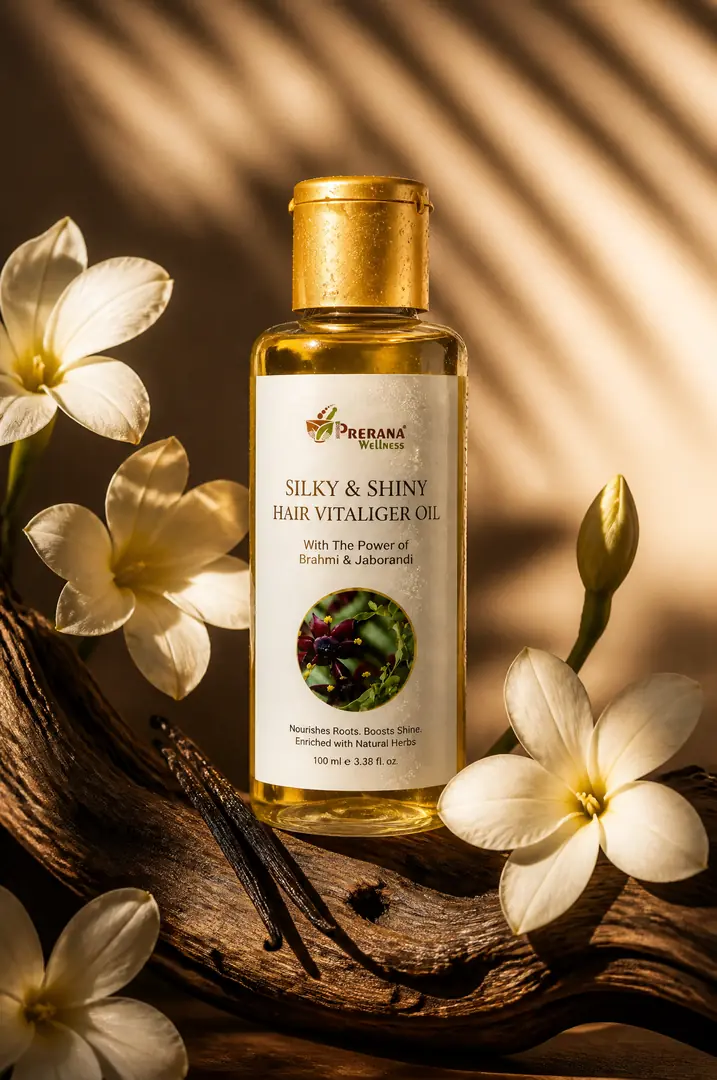 PRERANA®
Wellness
SILKY & SHINY
HAIR VITALIGER OIL
With The Power of
Brahmi & Jaborandi
Nourishes Roots. Boosts Shine.
Enriched with Natural Herbs
100 ml e 3.38 fl. oz.